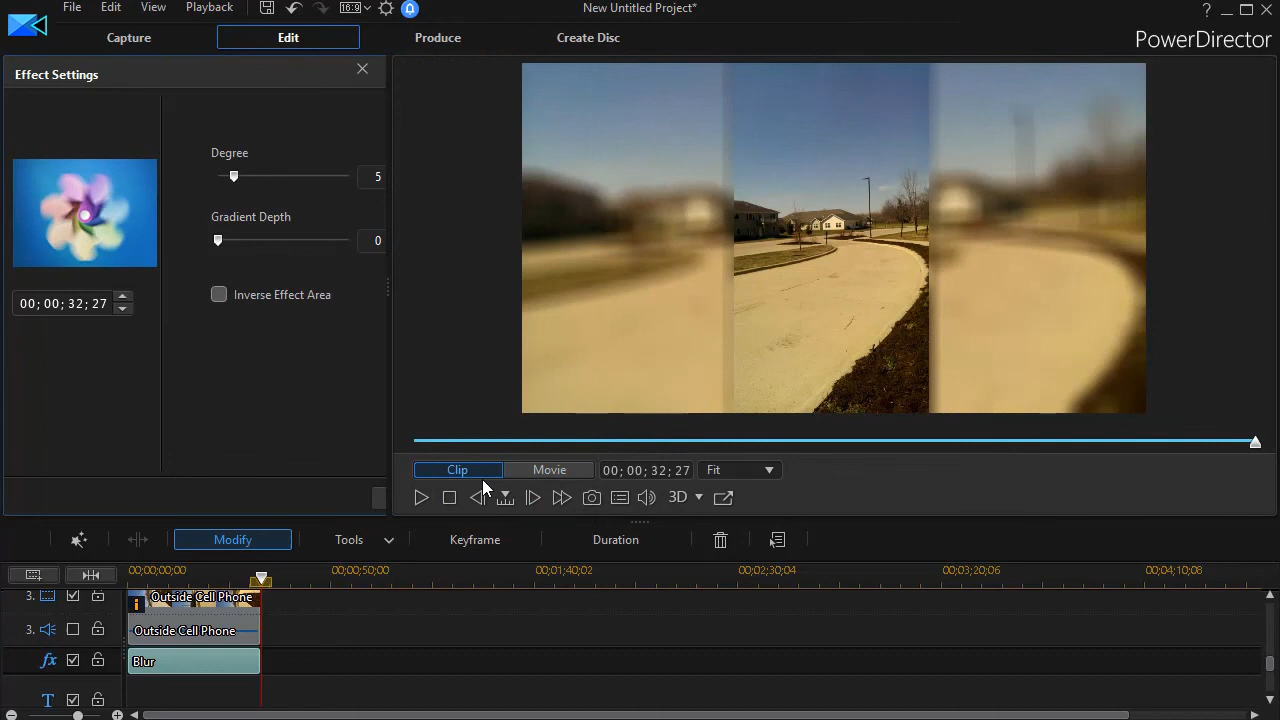 File Edit View Playback 16:9 New Untitled Project* ?
Capture Edit Produce Create Disc PowerDirector
Effect Settings
Degree
5
Gradient Depth
0
Inverse Effect Area
00; 00; 32; 27
Clip Movie 00; 00; 32; 27 Fit
3D
Modify Tools Keyframe Duration
00;00;00;00 00;00;50;00 00;01;40;02 00;02;30;04 00;03;20;06 00;04;10;08
3. i Outside Cell Phone
3. Outside Cell Phone
fx Blur
T